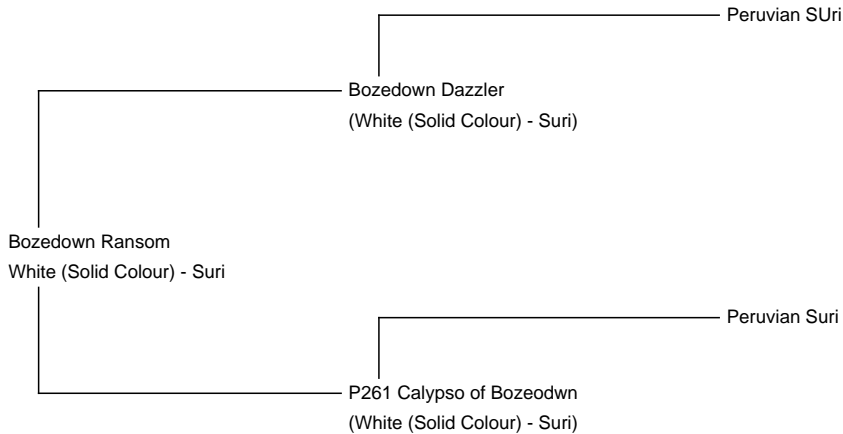 Peruvian SUri
Bozedown Dazzler
(White (Solid Colour) - Suri)
Bozedown Ransom
White (Solid Colour) - Suri
Peruvian Suri
P261 Calypso of Bozeodwn
(White (Solid Colour) - Suri)